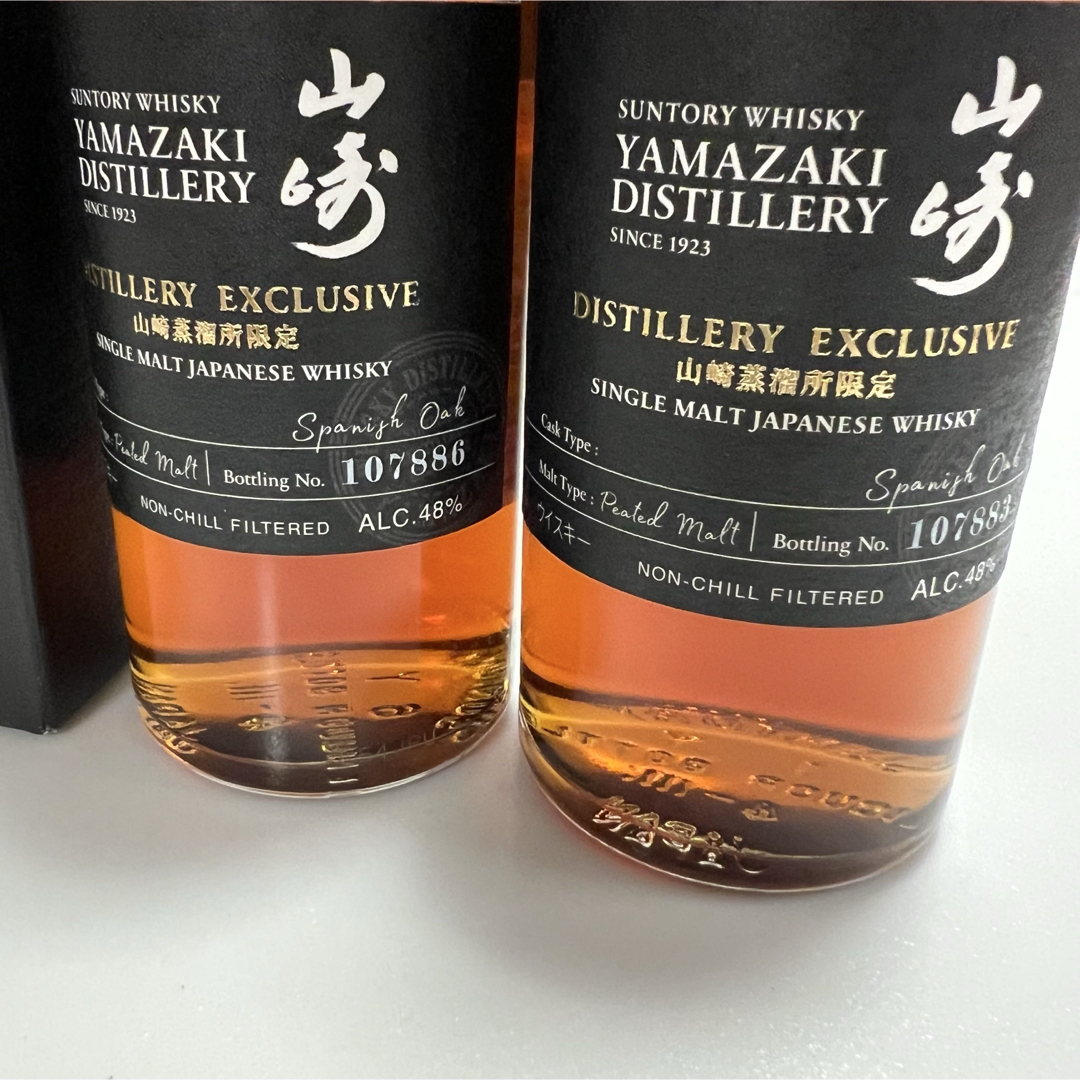 SUNTORY WHISKY
YAMAZAKI
DISTILLERY
SINCE 1923
山崎
DISTILLERY EXCLUSIVE
山崎蒸溜所限定
SINGLE MALT JAPANESE WHISKY
Spanish Oak
Peated Malt Bottling No. 107886
NON-CHILL FILTERED ALC.48%
SUNTORY WHISKY
YAMAZAKI
DISTILLERY
SINCE 1923
山崎
DISTILLERY EXCLUSIVE
山崎蒸溜所限定
SINGLE MALT JAPANESE WHISKY
Cask Type : Spanish Oak
Malt Type : Peated Malt Bottling No. 107883
ウイスキー
NON-CHILL FILTERED ALC.48%